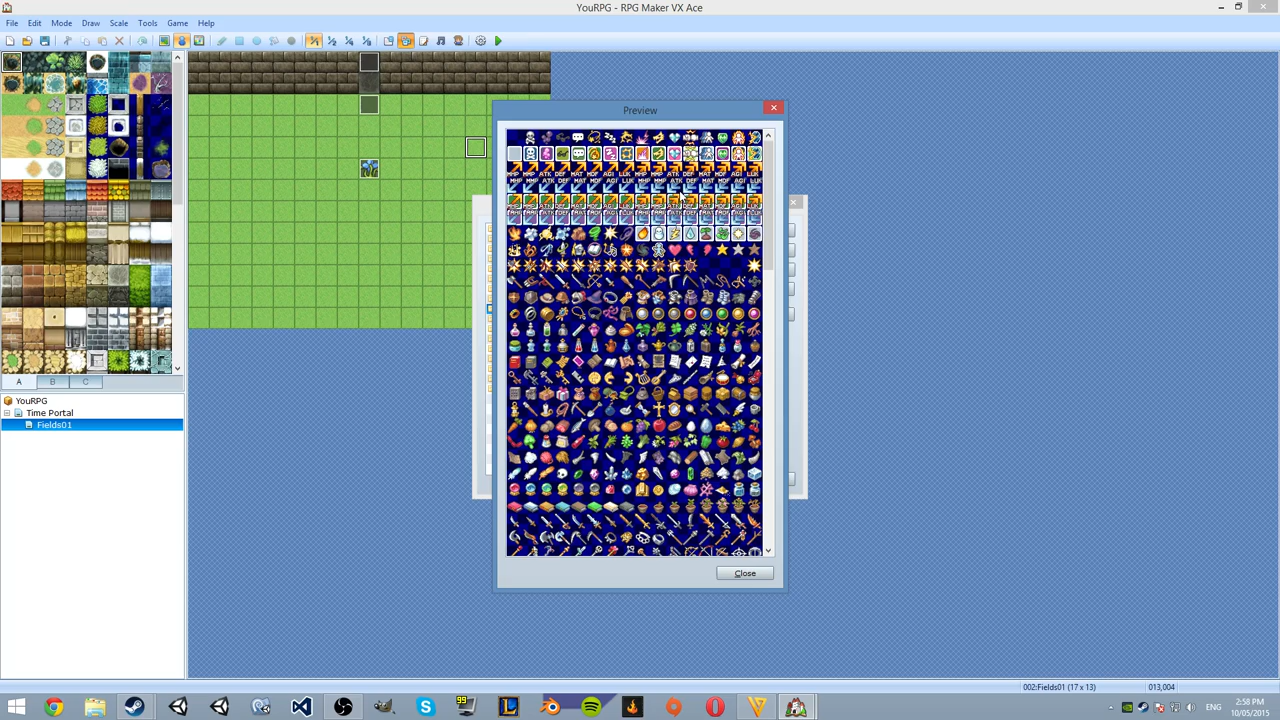 YouRPG - RPG Maker VX Ace
File Edit Mode Draw Scale Tools Game Help
Preview
A B C
YouRPG
Time Portal
Fields01
Close
002:Fields01 (17 x 13) 013,004
ENG
2:58 PM
10/05/2015